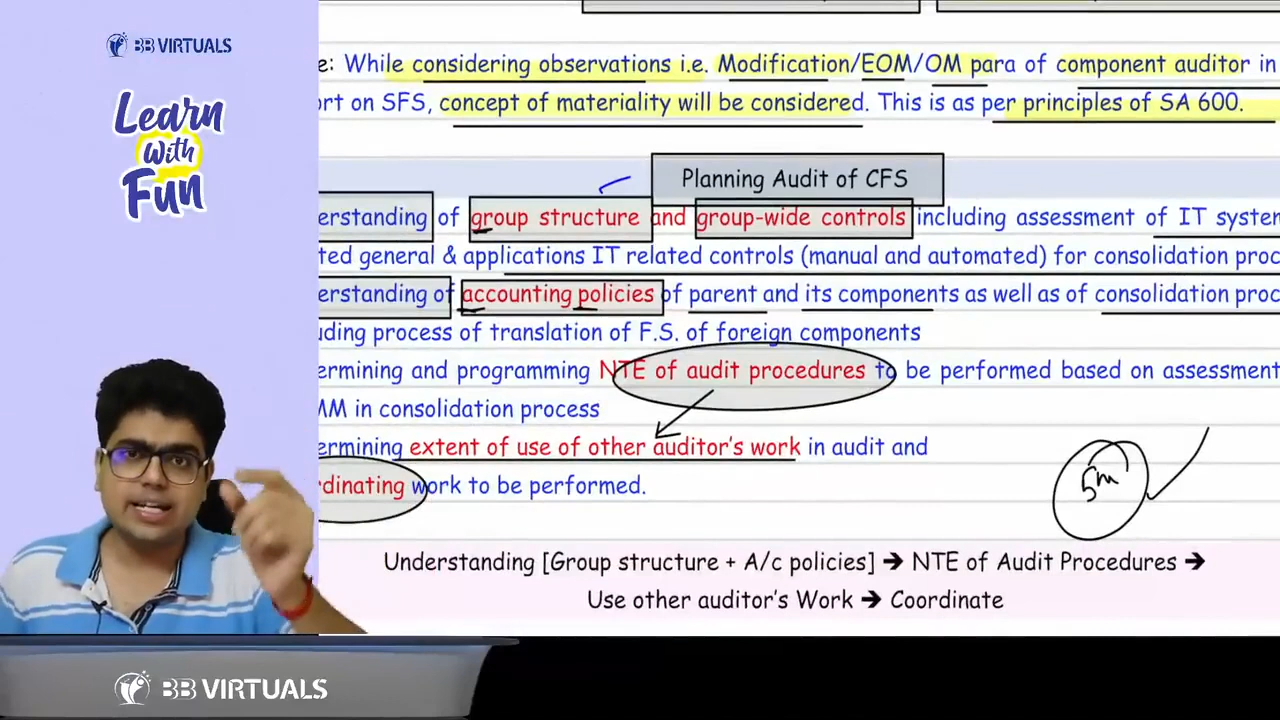 BB VIRTUALS
Learn
With
Fun
e: While considering observations i.e. Modification/EOM/OM para of component auditor in
ort on SFS, concept of materiality will be considered. This is as per principles of SA 600.
Planning Audit of CFS
erstanding of group structure and group-wide controls including assessment of IT system
ted general & applications IT related controls (manual and automated) for consolidation proc
erstanding of accounting policies of parent and its components as well as of consolidation proc
uding process of translation of F.S. of foreign components
ermining and programming NTE of audit procedures to be performed based on assessment
MM in consolidation process
ermining extent of use of other auditor's work in audit and
rdinating work to be performed.
5m
Understanding [Group structure + A/c policies] → NTE of Audit Procedures →
Use other auditor's Work → Coordinate
BB VIRTUALS